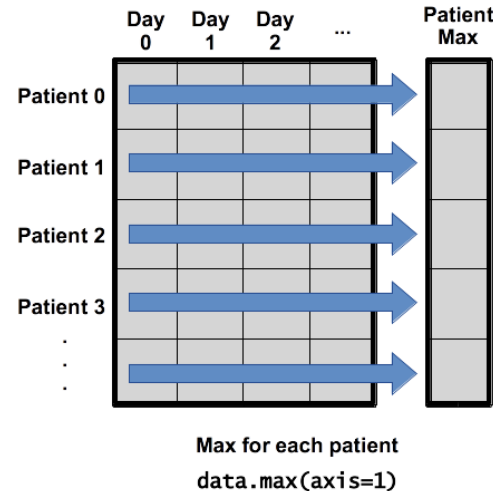 Day 0
Day 1
Day 2
...
Patient Max
Patient 0
Patient 1
Patient 2
Patient 3
.
.
.
Max for each patient
data.max(axis=1)